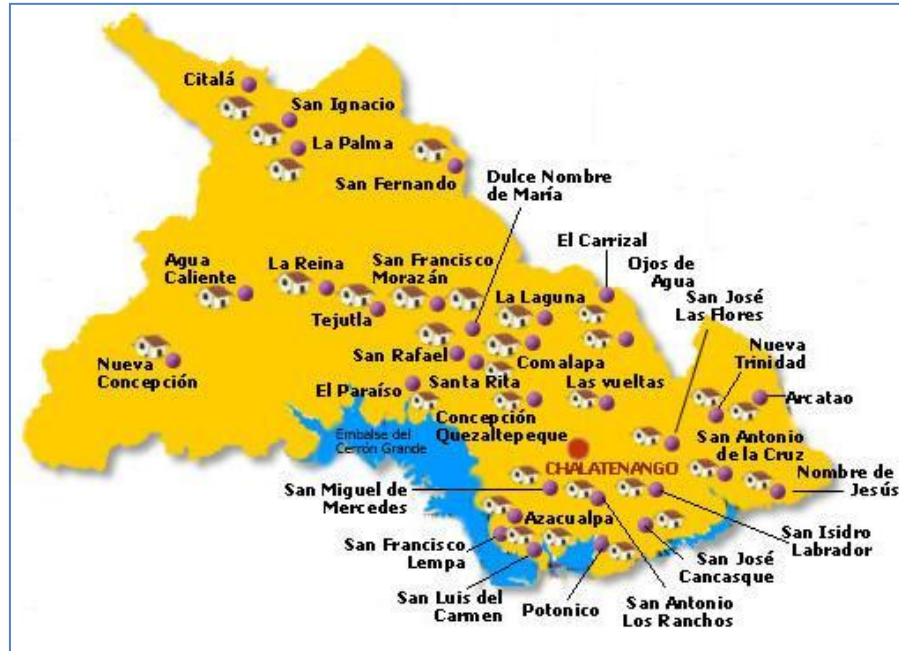 Citalá
San Ignacio
La Palma
San Fernando
Dulce Nombre
de María
El Carrizal
Ojos de
Agua
San José
Las Flores
Agua
Caliente
La Reina
San Francisco
Morazán
La Laguna
Tejutla
Nueva
Trinidad
Nueva
Concepción
San Rafael
Comalapa
Arcatao
El Paraíso
Santa Rita
Las vueltas
Concepción
Quezaltepeque
Embalse del
Cerrón Grande
San Antonio
de la Cruz
CHALATENANGO
Nombre de
Jesús
San Miguel de
Mercedes
Azacualpa
San Isidro
Labrador
San Francisco
Lempa
San José
Cancasque
San Luis del
Carmen
Potonico
San Antonio
Los Ranchos